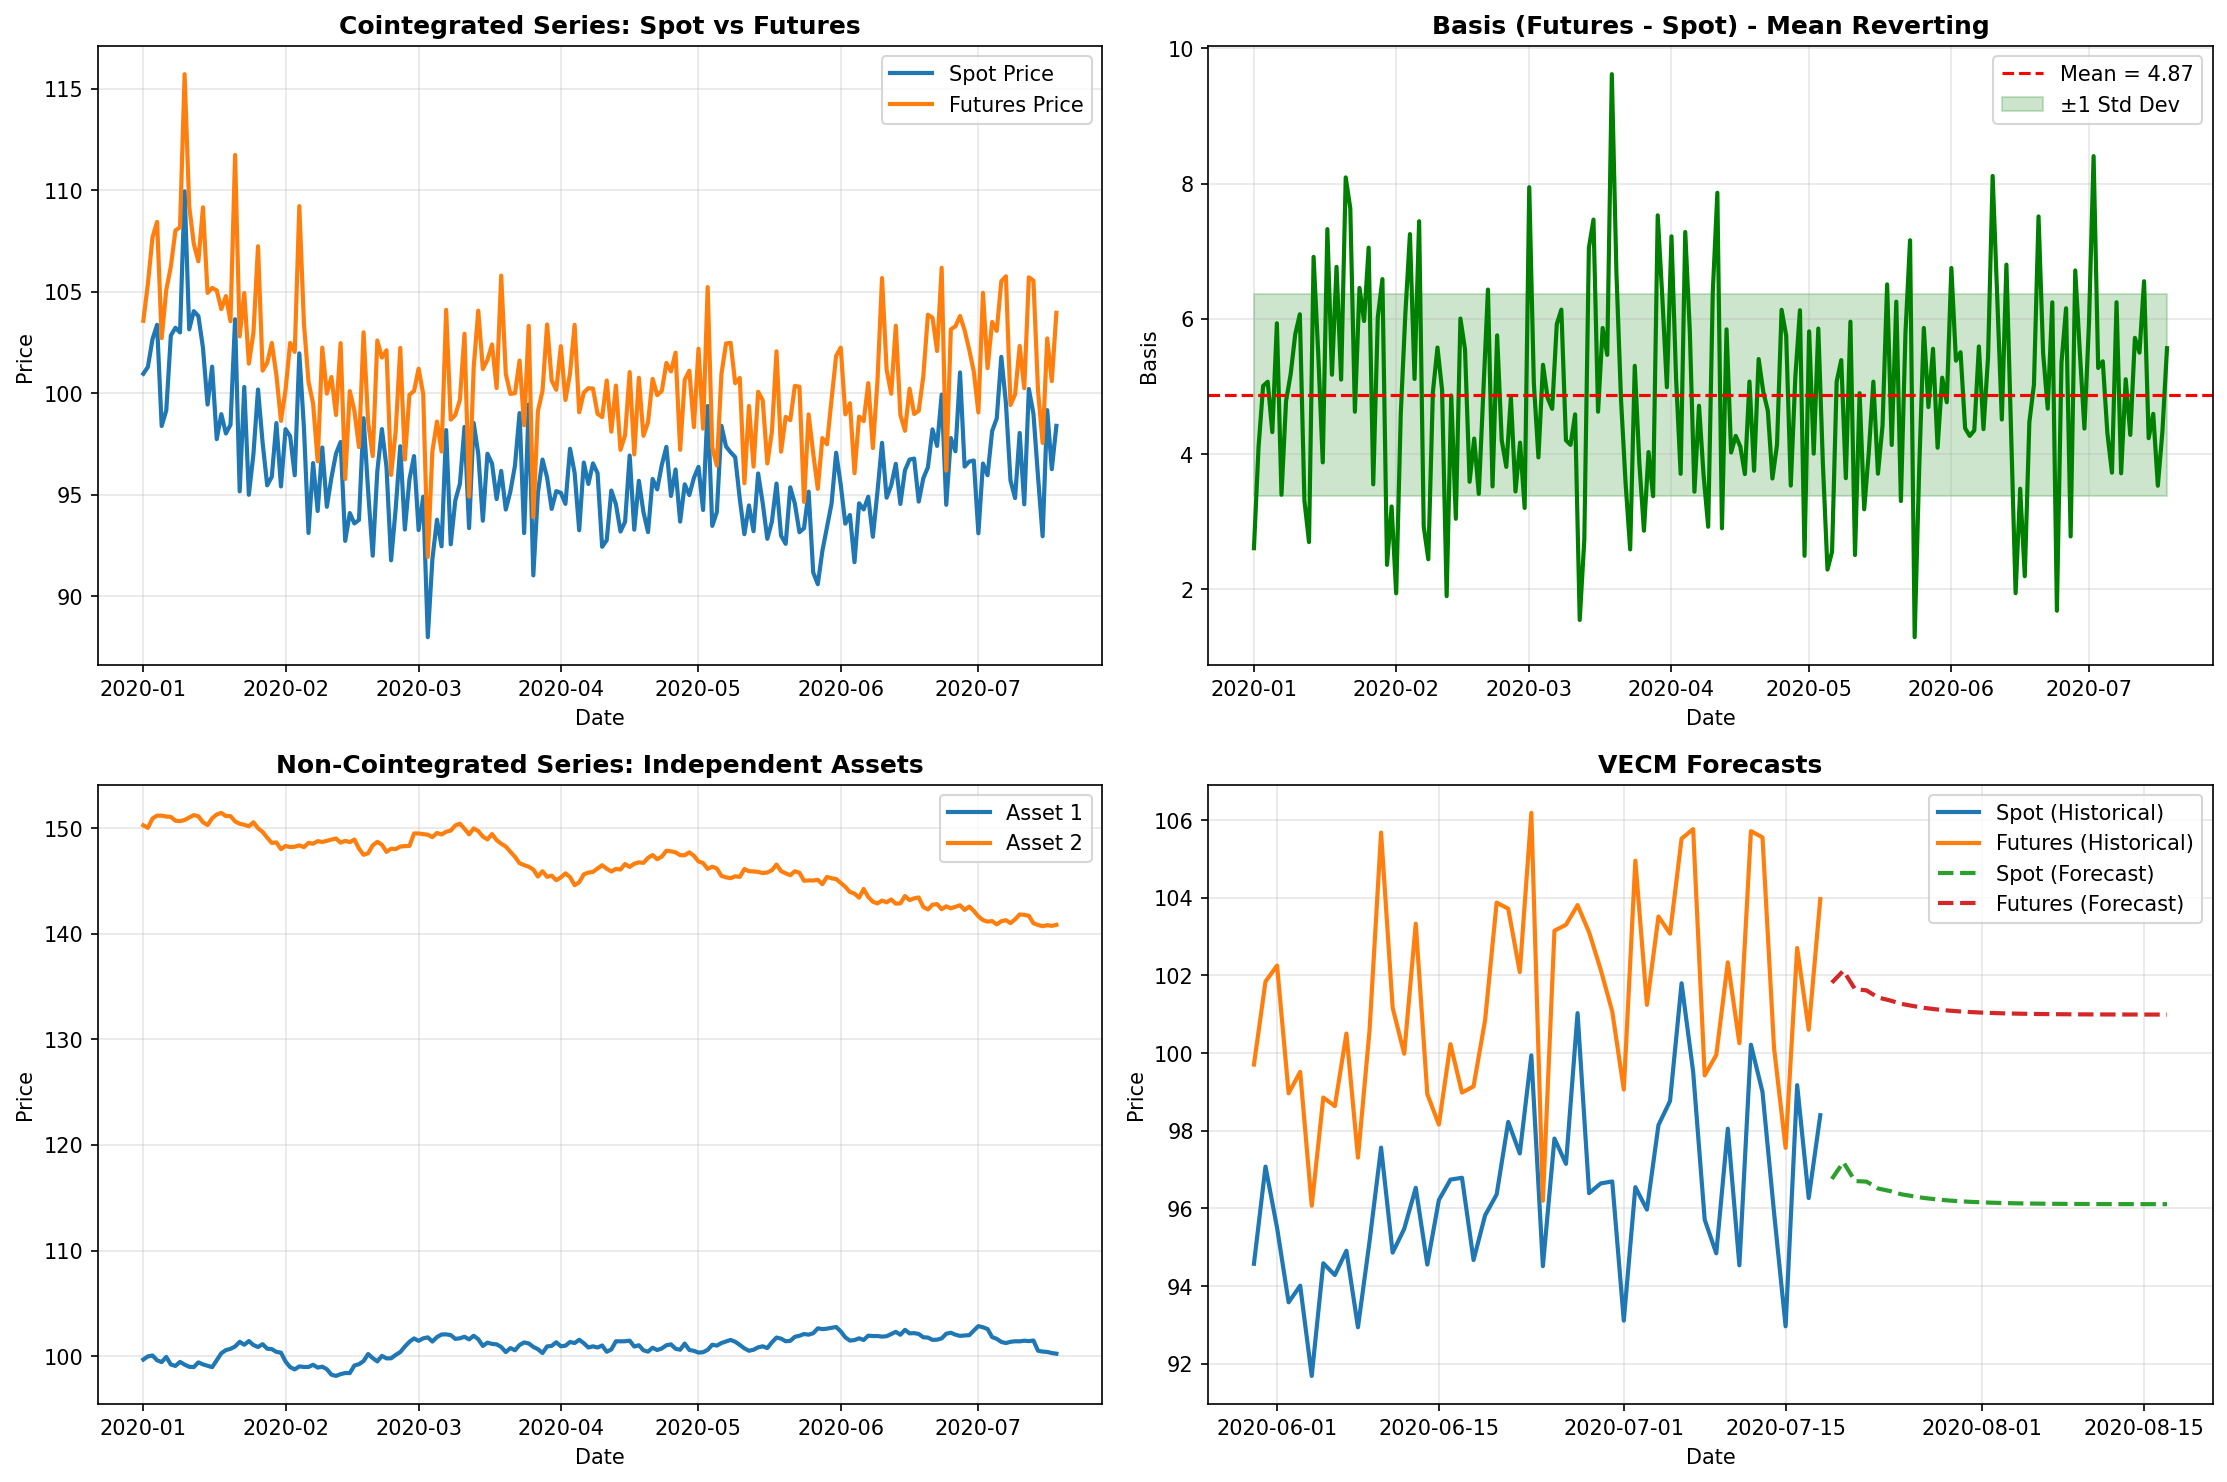 Cointegrated Series: Spot vs Futures
Spot Price
Futures Price
115
110
105
100
95
90
Price
2020-01 2020-02 2020-03 2020-04 2020-05 2020-06 2020-07
Date
Basis (Futures - Spot) - Mean Reverting
Mean = 4.87
±1 Std Dev
10
8
6
4
2
Basis
2020-01 2020-02 2020-03 2020-04 2020-05 2020-06 2020-07
Date
Non-Cointegrated Series: Independent Assets
Asset 1
Asset 2
150
140
130
120
110
100
Price
2020-01 2020-02 2020-03 2020-04 2020-05 2020-06 2020-07
Date
VECM Forecasts
Spot (Historical)
Futures (Historical)
Spot (Forecast)
Futures (Forecast)
106
104
102
100
98
96
94
92
Price
2020-06-01 2020-06-15 2020-07-01 2020-07-15 2020-08-01 2020-08-15
Date